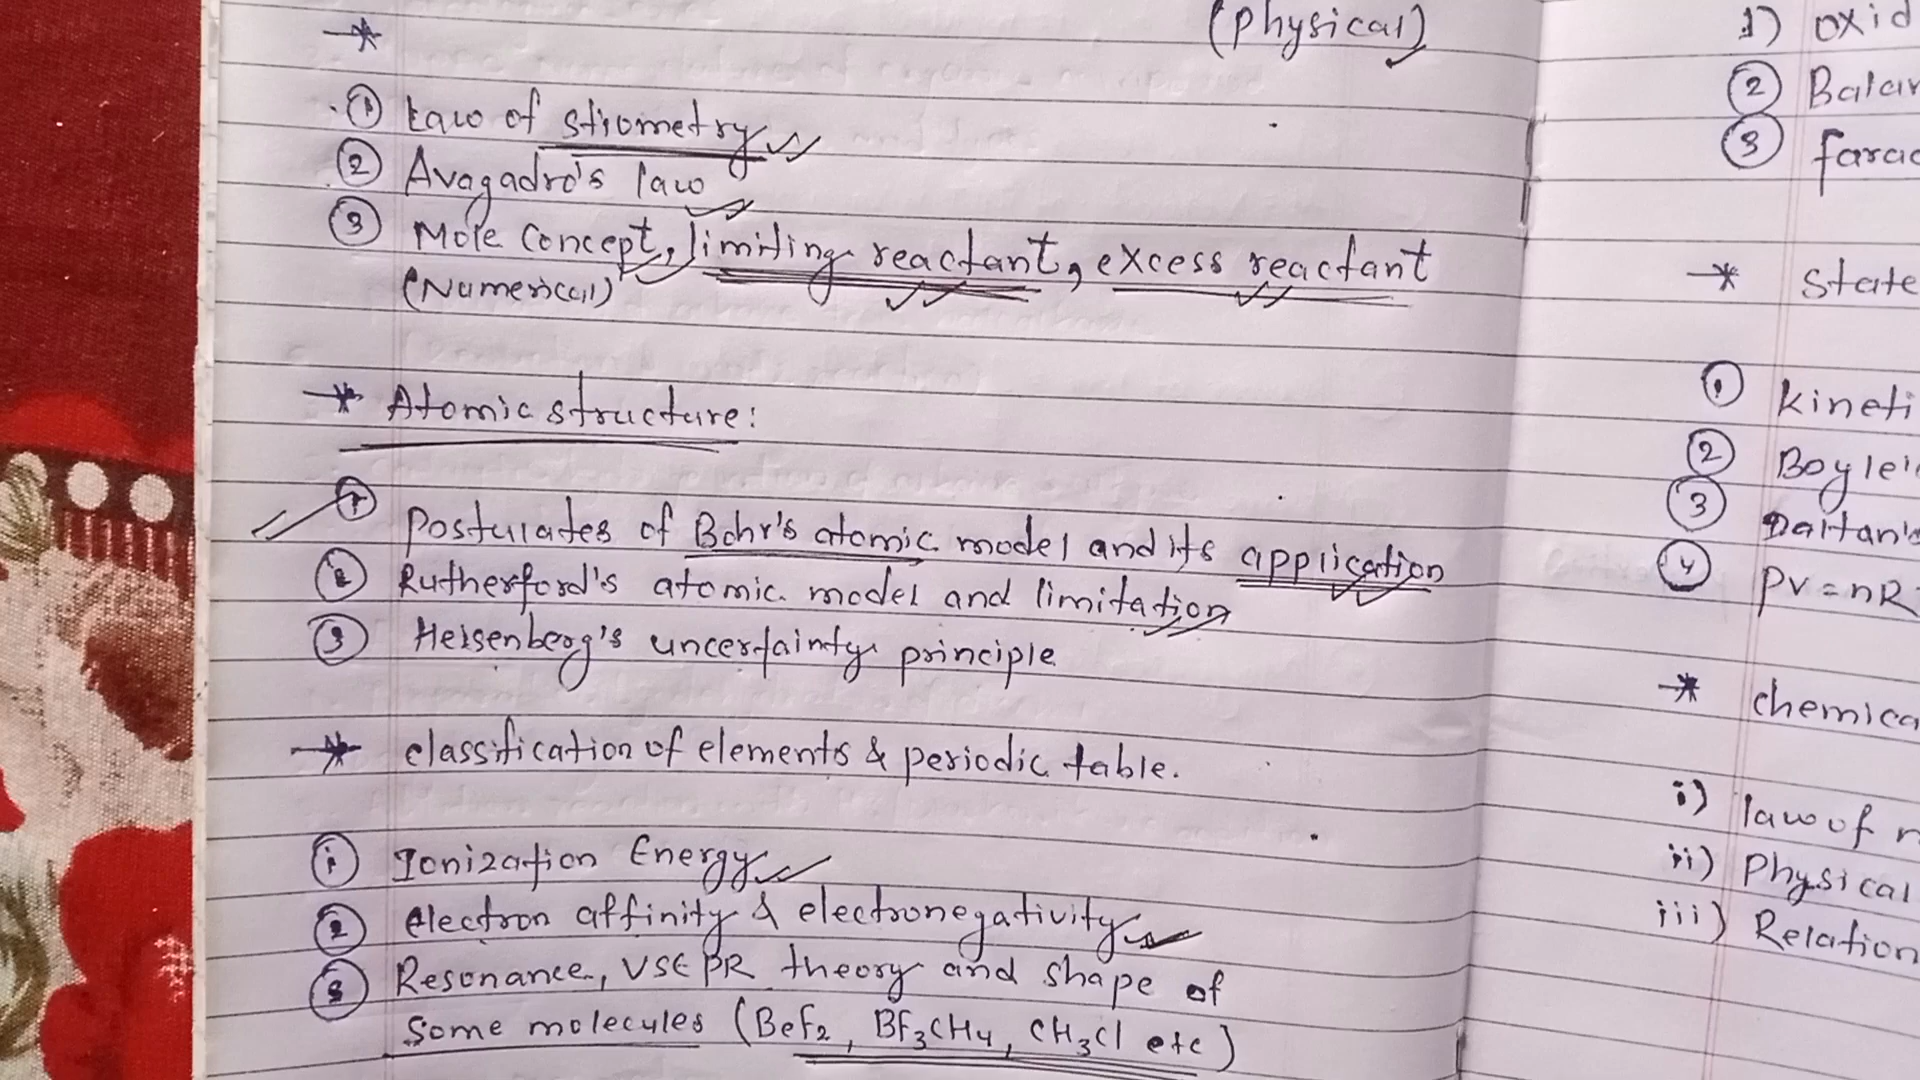 (Physical)
① Law of stiometry
② Avagadro's law
③ Mole Concept, limiting reactant, excess reactant
(Numerical)
* Atomic structure:
① Postulates of Bohr's atomic model and its application
② Rutherford's atomic model and limitation
③ Heisenberg's uncertainty principle
* classification of elements & periodic table.
① Ionization Energy
② electron affinity & electronegativity
③ Resonance, VSEPR theory and shape of
some molecules (BeF₂, BF₃CH₄, CH₃Cl etc)
1) oxid
② Balan
③ farad
* State
① kineti
② Boyle's
③ Daltan's
④ PV=nR
* chemica
i) law of
ii) Physical
iii) Relation